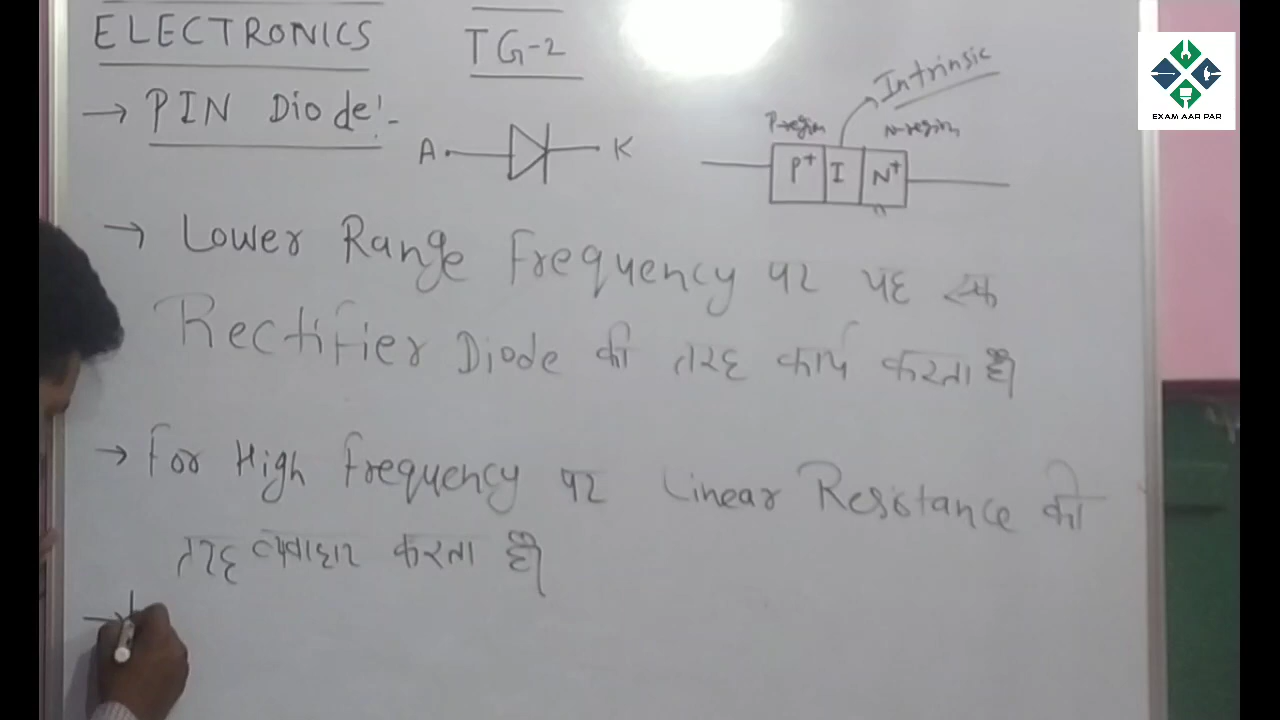 ELECTRONICS
TG-2
→ PIN Diode:-
A
K
Intrinsic
P-region
N-region
P+ I N+
→ Lower Range Frequency पर यह एक
Rectifier Diode की तरह कार्य करता है।
→ For High Frequency पर Linear Resistance की
तरह व्यवहार करता है।
→
EXAM AAR PAR